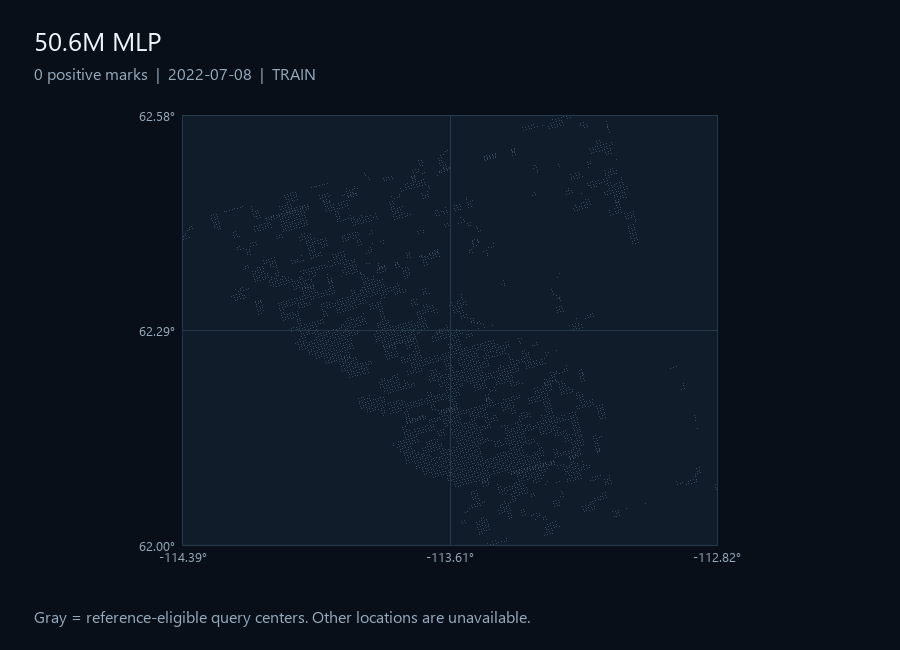 50.6M MLP
0 positive marks | 2022-07-08 | TRAIN
62.58°
62.29°
62.00°
-114.39°
-113.61°
-112.82°
Gray = reference-eligible query centers. Other locations are unavailable.